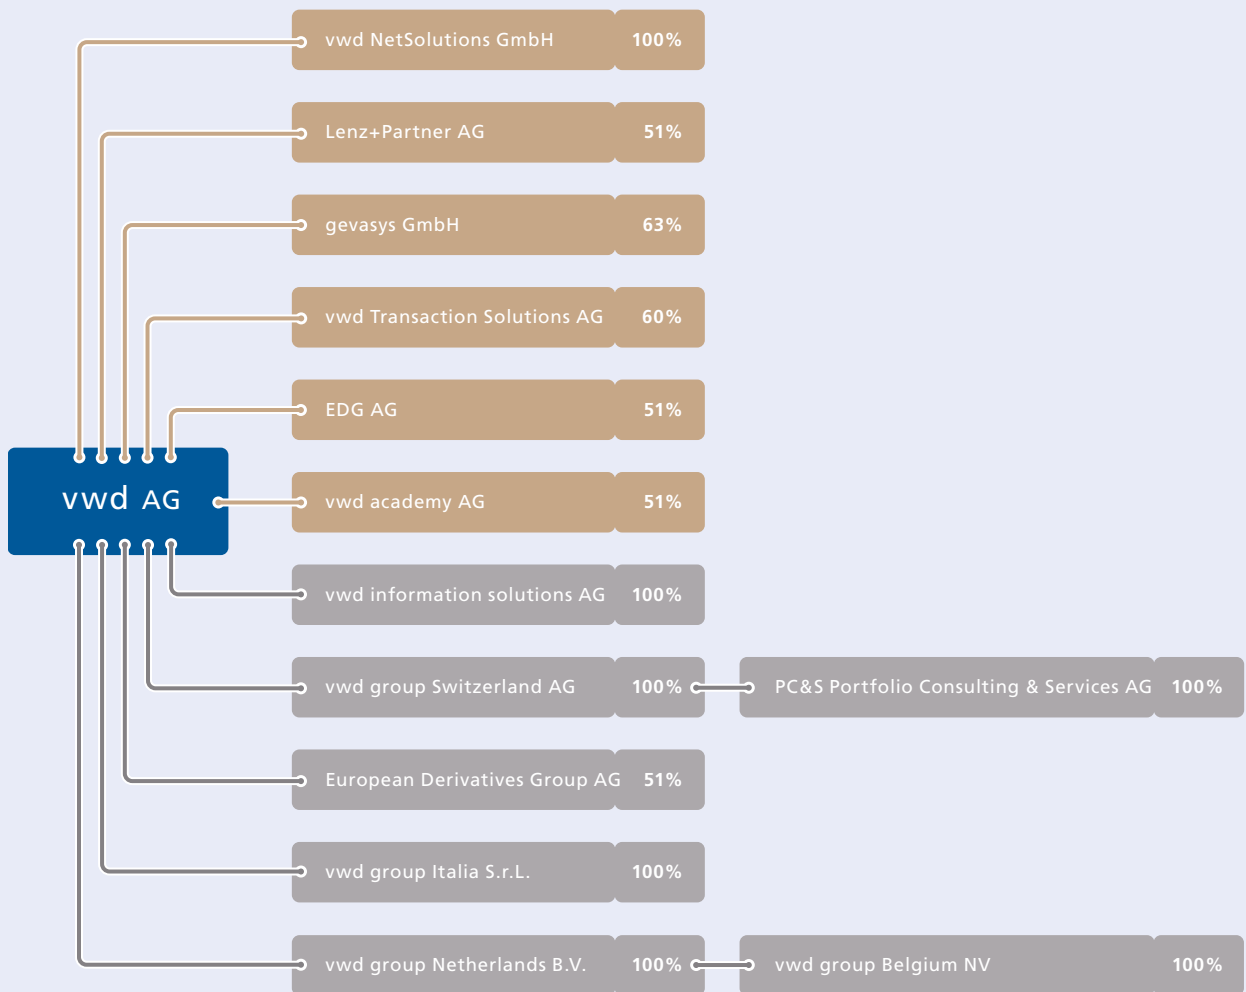 vwd NetSolutions GmbH 100%
Lenz+Partner AG 51%
gevasys GmbH 63%
vwd Transaction Solutions AG 60%
EDG AG 51%
vwd AG
vwd academy AG 51%
vwd information solutions AG 100%
vwd group Switzerland AG 100% PC&S Portfolio Consulting & Services AG 100%
European Derivatives Group AG 51%
vwd group Italia S.r.L. 100%
vwd group Netherlands B.V. 100% vwd group Belgium NV 100%